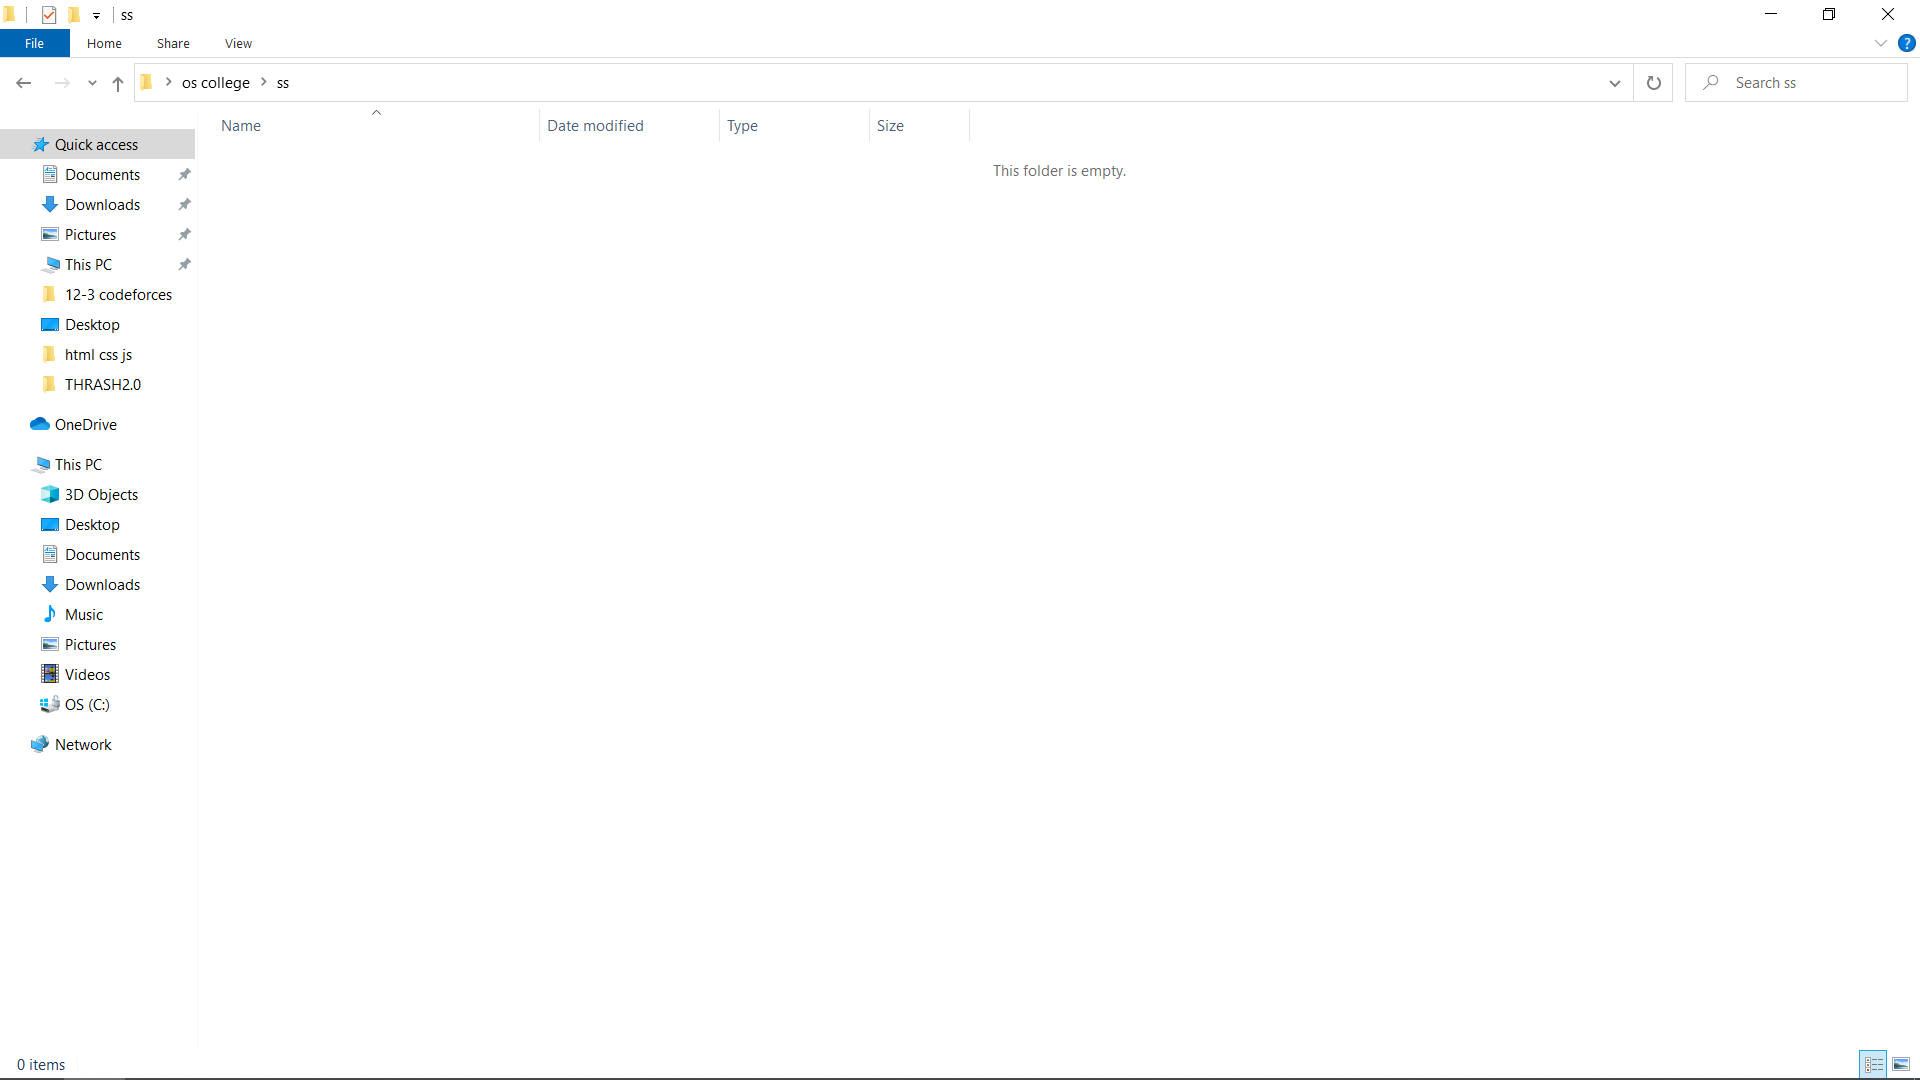 ss
File Home Share View
?
os college ss
Search ss
Name Date modified Type Size
This folder is empty.
Quick access
Documents
Downloads
Pictures
This PC
12-3 codeforces
Desktop
html css js
THRASH2.0
OneDrive
This PC
3D Objects
Desktop
Documents
Downloads
Music
Pictures
Videos
OS (C:)
Network
0 items